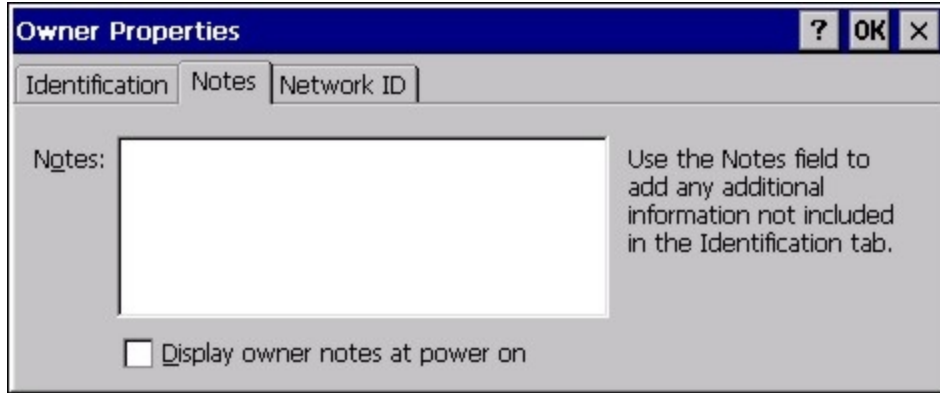 Owner Properties ? OK ×
Identification Notes Network ID
Notes:
Use the Notes field to
add any additional
information not included
in the Identification tab.
Display owner notes at power on